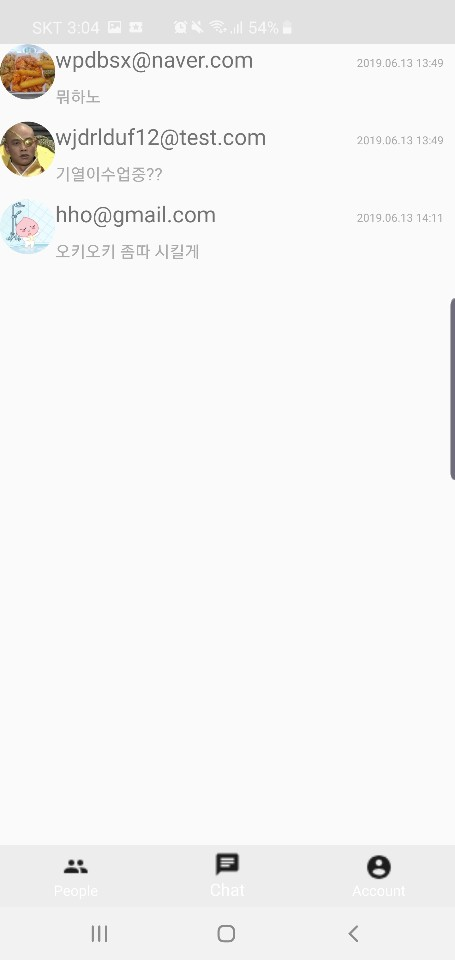 SKT 3:04 54%
wpdbsx@naver.com 2019.06.13 13:49
뭐하노
wjdrlduf12@test.com 2019.06.13 13:49
기열이수업중??
hho@gmail.com 2019.06.13 14:11
오키오키 좀따 시킬게
People Chat Account